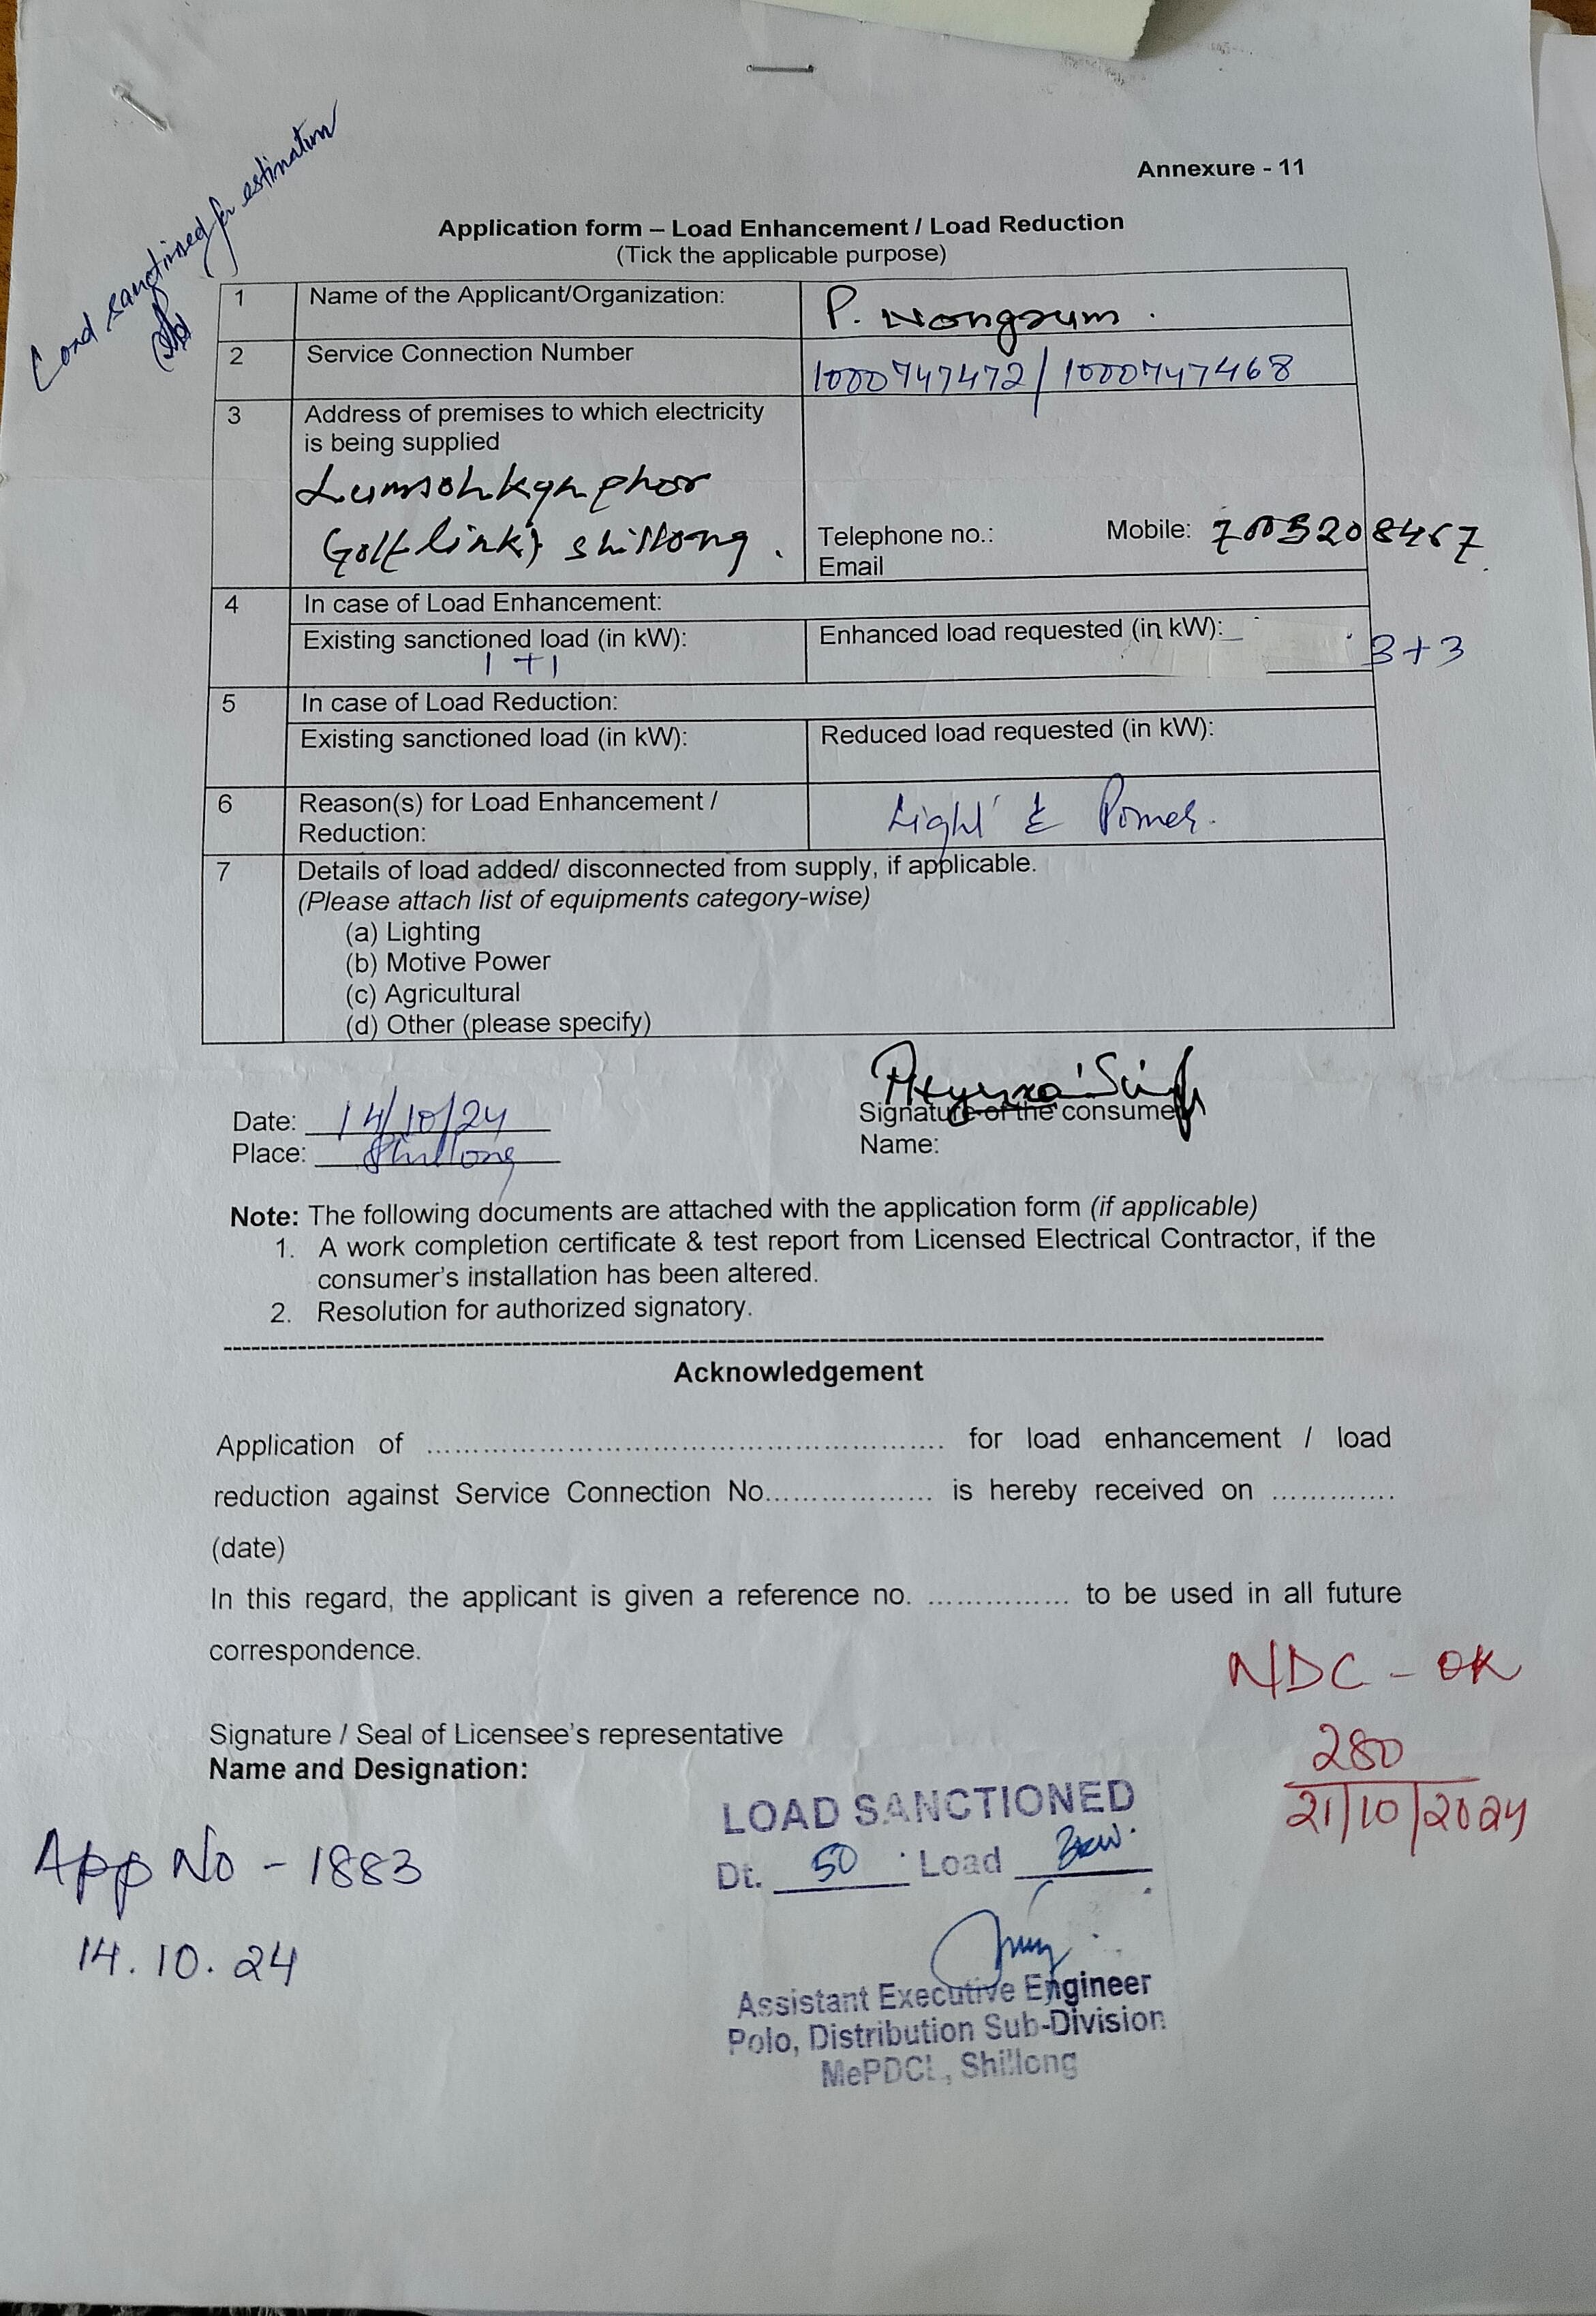 Load sanctioned for estimation
Annexure - 11
Application form – Load Enhancement / Load Reduction
(Tick the applicable purpose)
1 Name of the Applicant/Organization: P. Nongrum.
2 Service Connection Number 1000747472/1000747468
3 Address of premises to which electricity
is being supplied
Lumsohkynphor
Golf link, shillong.
Telephone no.: Mobile:
Email
4 In case of Load Enhancement:
Existing sanctioned load (in kW): Enhanced load requested (in kW):
1+1 3+3
5 In case of Load Reduction:
Existing sanctioned load (in kW): Reduced load requested (in kW):
6 Reason(s) for Load Enhancement / Light & Power.
Reduction:
7 Details of load added/ disconnected from supply, if applicable.
(Please attach list of equipments category-wise)
(a) Lighting
(b) Motive Power
(c) Agricultural
(d) Other (please specify)
Date: 14/10/24
Signature of the consumer
Place: Shillong
Name:
Note: The following documents are attached with the application form (if applicable)
1. A work completion certificate & test report from Licensed Electrical Contractor, if the
consumer's installation has been altered.
2. Resolution for authorized signatory.
Acknowledgement
Application of ........................................................ for load enhancement / load
reduction against Service Connection No.................. is hereby received on .............
(date)
In this regard, the applicant is given a reference no. ............... to be used in all future
correspondence.
NDC - OK
280
21/10/2024
Signature / Seal of Licensee's representative
Name and Designation:
LOAD SANCTIONED
Dt. 50 Load 3kW.
App No - 1883
14.10.24
Assistant Executive Engineer
Polo, Distribution Sub-Division
MePDCL, Shillong